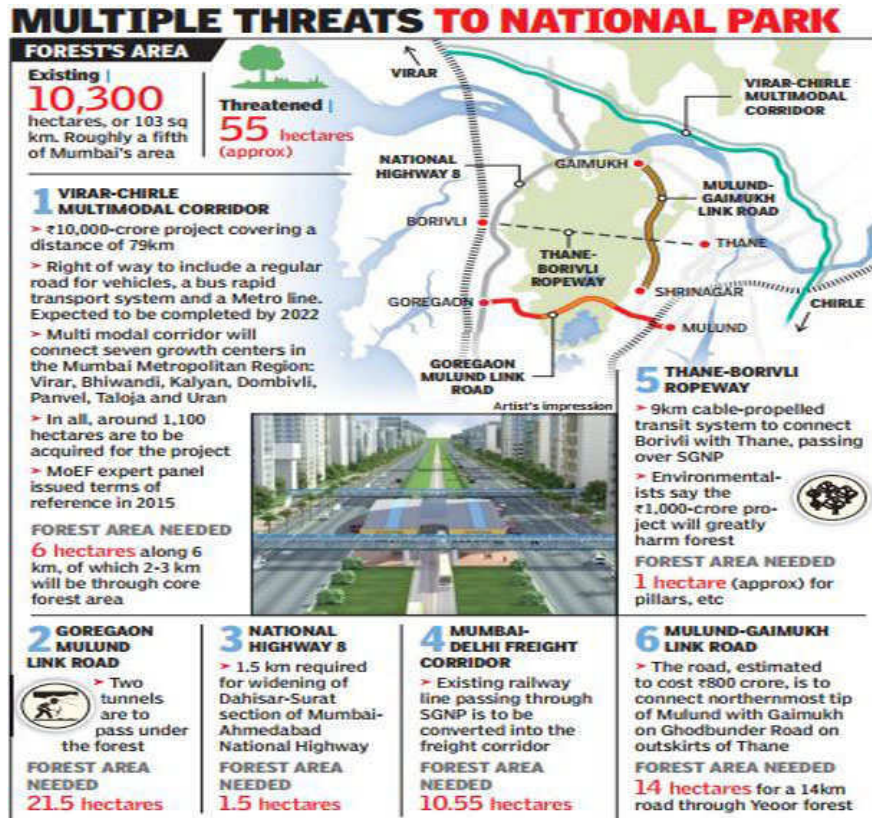 MULTIPLE THREATS TO NATIONAL PARK
FOREST'S AREA
Existing |
10,300
hectares, or 103 sq
km. Roughly a fifth
of Mumbai's area
Threatened |
55 hectares
(approx)
VIRAR
VIRAR-CHIRLE
MULTIMODAL
CORRIDOR
NATIONAL
HIGHWAY 8
GAIMUKH
MULUND-
GAIMUKH
LINK ROAD
BORIVLI
THANE
THANE-
BORIVLI
ROPEWAY
GOREGAON
SHRINAGAR
CHIRLE
MULUND
GOREGAON
MULUND LINK
ROAD
1 VIRAR-CHIRLE
MULTIMODAL CORRIDOR
➤ ₹10,000-crore project covering a
distance of 79km
➤ Right of way to include a regular
road for vehicles, a bus rapid
transport system and a Metro line.
Expected to be completed by 2022
➤ Multi modal corridor will
connect seven growth centers in
the Mumbai Metropolitan Region:
Virar, Bhiwandi, Kalyan, Dombivli,
Panvel, Taloja and Uran
➤ In all, around 1,100
hectares are to be
acquired for the project
➤ MoEF expert panel
issued terms of
reference in 2015
FOREST AREA NEEDED
6 hectares along 6
km, of which 2-3 km
will be through core
forest area
Artist's impression
5 THANE-BORIVLI
ROPEWAY
➤ 9km cable-propelled
transit system to connect
Borivli with Thane, passing
over SGNP
➤ Environmental-
ists say the
₹1,000-crore pro-
ject will greatly
harm forest
FOREST AREA NEEDED
1 hectare (approx) for
pillars, etc
2 GOREGAON
MULUND
LINK ROAD
➤ Two
tunnels
are to
pass under
the forest
FOREST AREA
NEEDED
21.5 hectares
3 NATIONAL
HIGHWAY 8
➤ 1.5 km required
for widening of
Dahisar-Surat
section of Mumbai-
Ahmedabad
National Highway
FOREST AREA
NEEDED
1.5 hectares
4 MUMBAI-
DELHI FREIGHT
CORRIDOR
➤ Existing railway
line passing through
SGNP is to be
converted into the
freight corridor
FOREST AREA
NEEDED
10.55 hectares
6 MULUND-GAIMUKH
LINK ROAD
➤ The road, estimated
to cost ₹800 crore, is to
connect northernmost tip
of Mulund with Gaimukh
on Ghodbunder Road on
outskirts of Thane
FOREST AREA NEEDED
14 hectares for a 14km
road through Yeoor forest